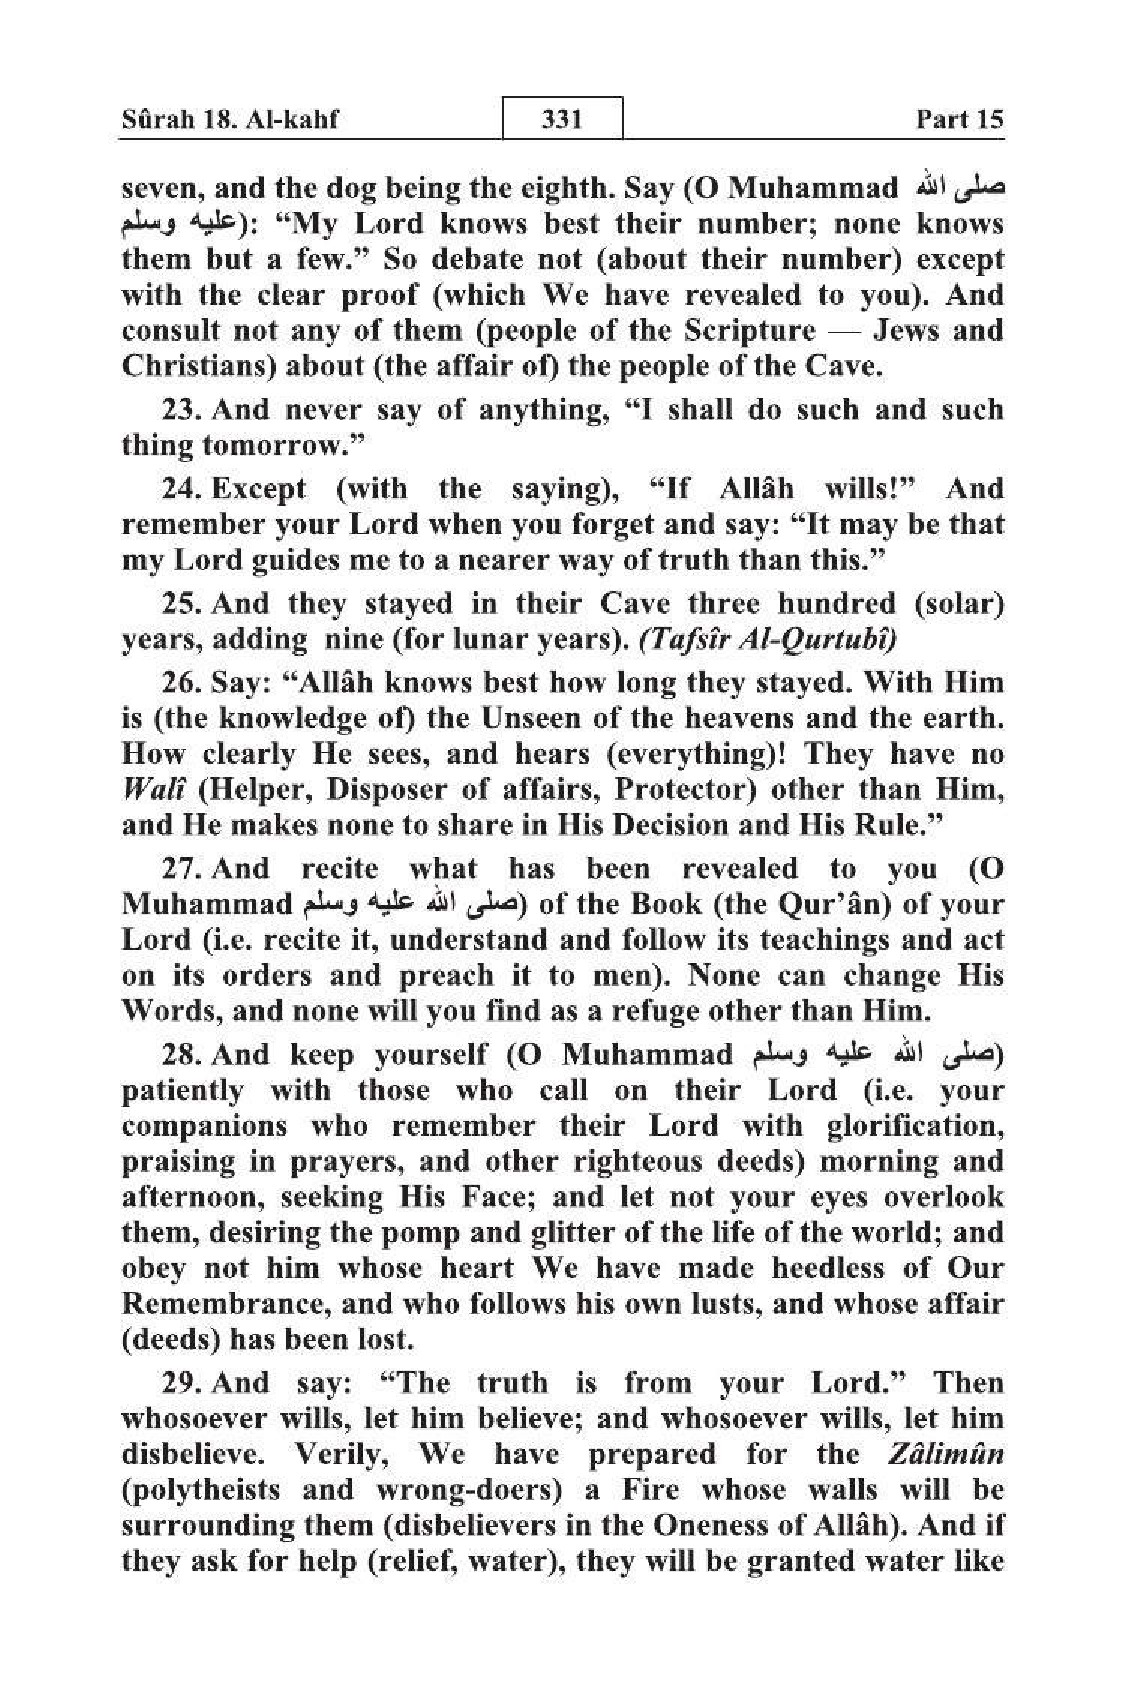 Sûrah 18. Al-kahf 331 Part 15
seven, and the dog being the eighth. Say (O Muhammad صلى الله
عليه وسلم): “My Lord knows best their number; none knows
them but a few.” So debate not (about their number) except
with the clear proof (which We have revealed to you). And
consult not any of them (people of the Scripture — Jews and
Christians) about (the affair of) the people of the Cave.
23. And never say of anything, “I shall do such and such
thing tomorrow.”
24. Except (with the saying), “If Allâh wills!” And
remember your Lord when you forget and say: “It may be that
my Lord guides me to a nearer way of truth than this.”
25. And they stayed in their Cave three hundred (solar)
years, adding nine (for lunar years). (Tafsîr Al-Qurtubî)
26. Say: “Allâh knows best how long they stayed. With Him
is (the knowledge of) the Unseen of the heavens and the earth.
How clearly He sees, and hears (everything)! They have no
Walî (Helper, Disposer of affairs, Protector) other than Him,
and He makes none to share in His Decision and His Rule.”
27. And recite what has been revealed to you (O
Muhammad صلى الله عليه وسلم) of the Book (the Qur’ân) of your
Lord (i.e. recite it, understand and follow its teachings and act
on its orders and preach it to men). None can change His
Words, and none will you find as a refuge other than Him.
28. And keep yourself (O Muhammad صلى الله عليه وسلم)
patiently with those who call on their Lord (i.e. your
companions who remember their Lord with glorification,
praising in prayers, and other righteous deeds) morning and
afternoon, seeking His Face; and let not your eyes overlook
them, desiring the pomp and glitter of the life of the world; and
obey not him whose heart We have made heedless of Our
Remembrance, and who follows his own lusts, and whose affair
(deeds) has been lost.
29. And say: “The truth is from your Lord.” Then
whosoever wills, let him believe; and whosoever wills, let him
disbelieve. Verily, We have prepared for the Zâlimûn
(polytheists and wrong-doers) a Fire whose walls will be
surrounding them (disbelievers in the Oneness of Allâh). And if
they ask for help (relief, water), they will be granted water like